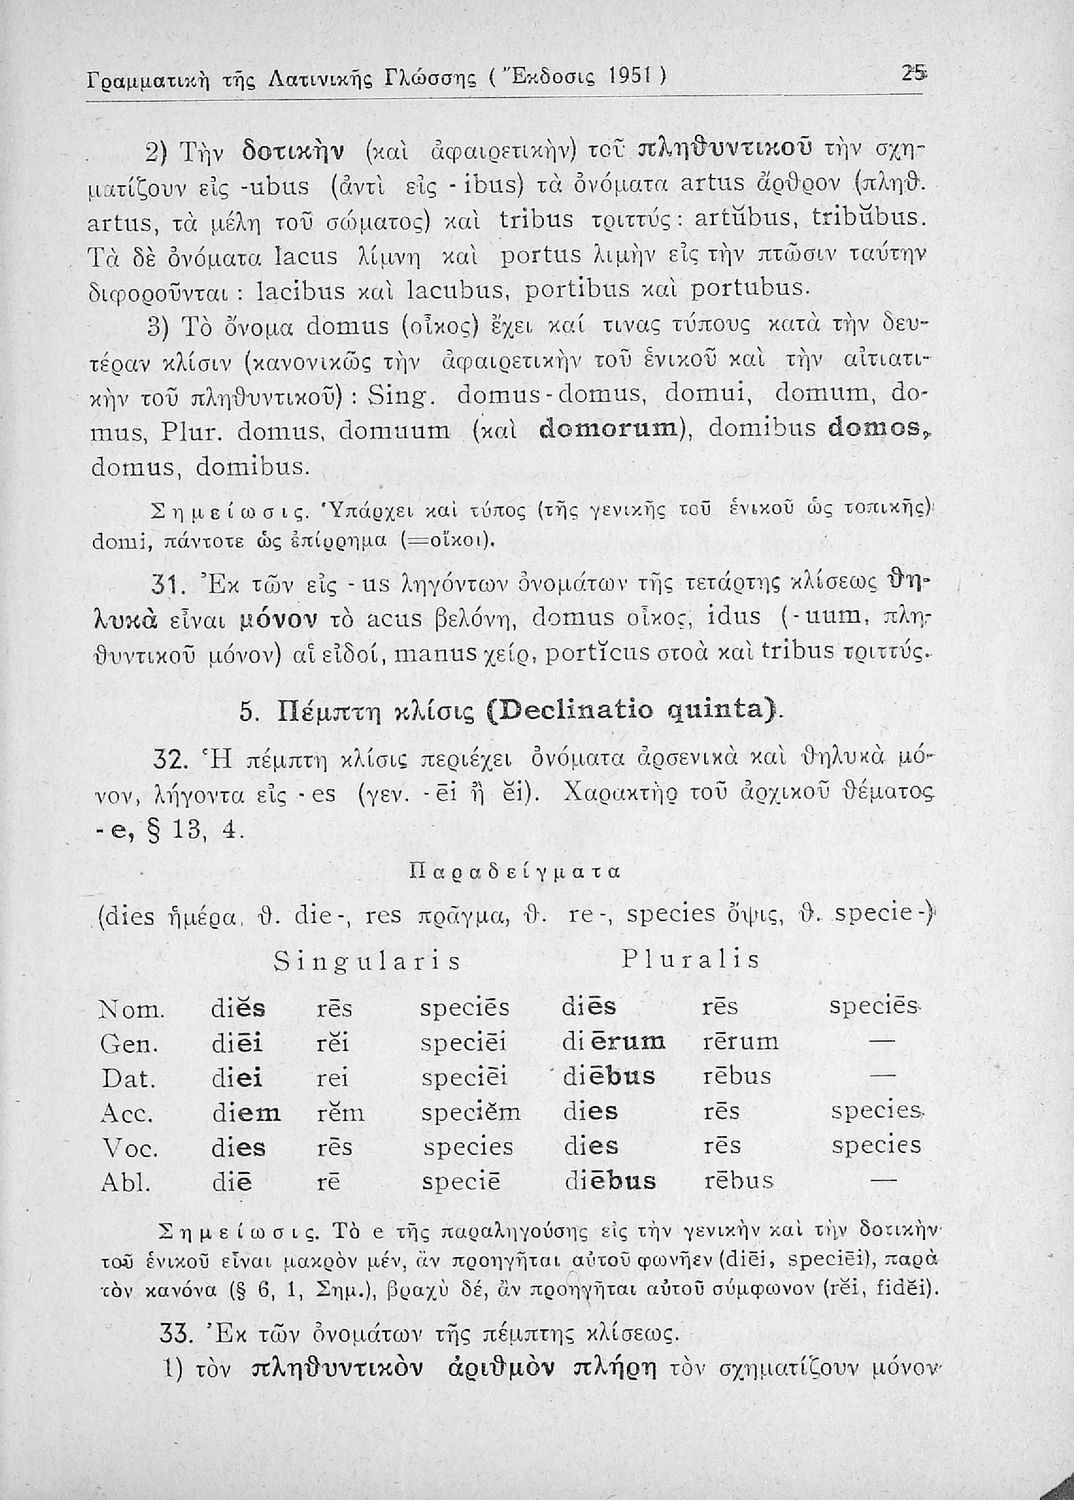 Γραμματικὴ τῆς Λατινικῆς Γλώσσης ( Ἔκδοσις 1951 ) 25
2) Τὴν δοτικὴν (καὶ ἀφαιρετικὴν) τοῦ πληθυντικοῦ τὴν σχη-
ματίζουν εἰς -ubus (ἀντὶ εἰς - ibus) τὰ ὀνόματα artus ἄρθρον (πληθ.
artus, τὰ μέλη τοῦ σώματος) καὶ tribus τριττύς : artŭbus, tribŭbus.
Τὰ δὲ ὀνόματα lacus λίμνη καὶ portus λιμὴν εἰς τὴν πτῶσιν ταύτην
διφοροῦνται : lacibus καὶ lacubus, portibus καὶ portubus.
3) Τὸ ὄνομα domus (οἶκος) ἔχει καί τινας τύπους κατὰ τὴν δευ-
τέραν κλίσιν (κανονικῶς τὴν ἀφαιρετικὴν τοῦ ἑνικοῦ καὶ τὴν αἰτιατι-
κὴν τοῦ πληθυντικοῦ) : Sing. domus - domus, domui, domum, do-
mus, Plur. domus, domuum (καὶ domorum), domibus domos,
domus, domibus.
Σημείωσις. Ὑπάρχει καὶ τύπος (τῆς γενικῆς τοῦ ἑνικοῦ ὡς τοπικῆς)
domi, πάντοτε ὡς ἐπίρρημα (=οἴκοι).
31. Ἐκ τῶν εἰς - us ληγόντων ὀνομάτων τῆς τετάρτης κλίσεως θη-
λυκὰ εἶναι μόνον τὸ acus βελόνη, domus οἶκος, idus (- uum, πλη-
θυντικοῦ μόνον) αἱ εἰδοί, manus χείρ, portĭcus στοὰ καὶ tribus τριττύς.
5. Πέμπτη κλίσις (Declinatio quinta).
32. Ἡ πέμπτη κλίσις περιέχει ὀνόματα ἀρσενικὰ καὶ θηλυκὰ μό-
νον, λήγοντα εἰς - es (γεν. - ēi ἢ ĕi). Χαρακτὴρ τοῦ ἀρχικοῦ θέματος
- e, § 13, 4.
Παραδείγματα
(dies ἡμέρα, θ. die -, res πρᾶγμα, θ. re -, species ὄψις, θ. specie -)
Singularis Pluralis
Nom. diĕs rēs speciēs diēs rēs speciēs
Gen. diēi rĕi speciēi diērum rērum —
Dat. diei rei speciēi diēbus rēbus —
Acc. diem rĕm speciĕm dies rēs species
Voc. dies rēs species dies rēs species
Abl. diē rē speciē diēbus rēbus —
Σημείωσις. Τὸ e τῆς παραληγούσης εἰς τὴν γενικὴν καὶ τὴν δοτικὴν
τοῦ ἑνικοῦ εἶναι μακρὸν μέν, ἂν προηγῆται αὐτοῦ φωνῆεν (diēi, speciēi), παρὰ
τὸν κανόνα (§ 6, 1, Σημ.), βραχὺ δέ, ἂν προηγῆται αὐτοῦ σύμφωνον (rĕi, fidĕi).
33. Ἐκ τῶν ὀνομάτων τῆς πέμπτης κλίσεως.
1) τὸν πληθυντικὸν ἀριθμὸν πλήρη τὸν σχηματίζουν μόνον